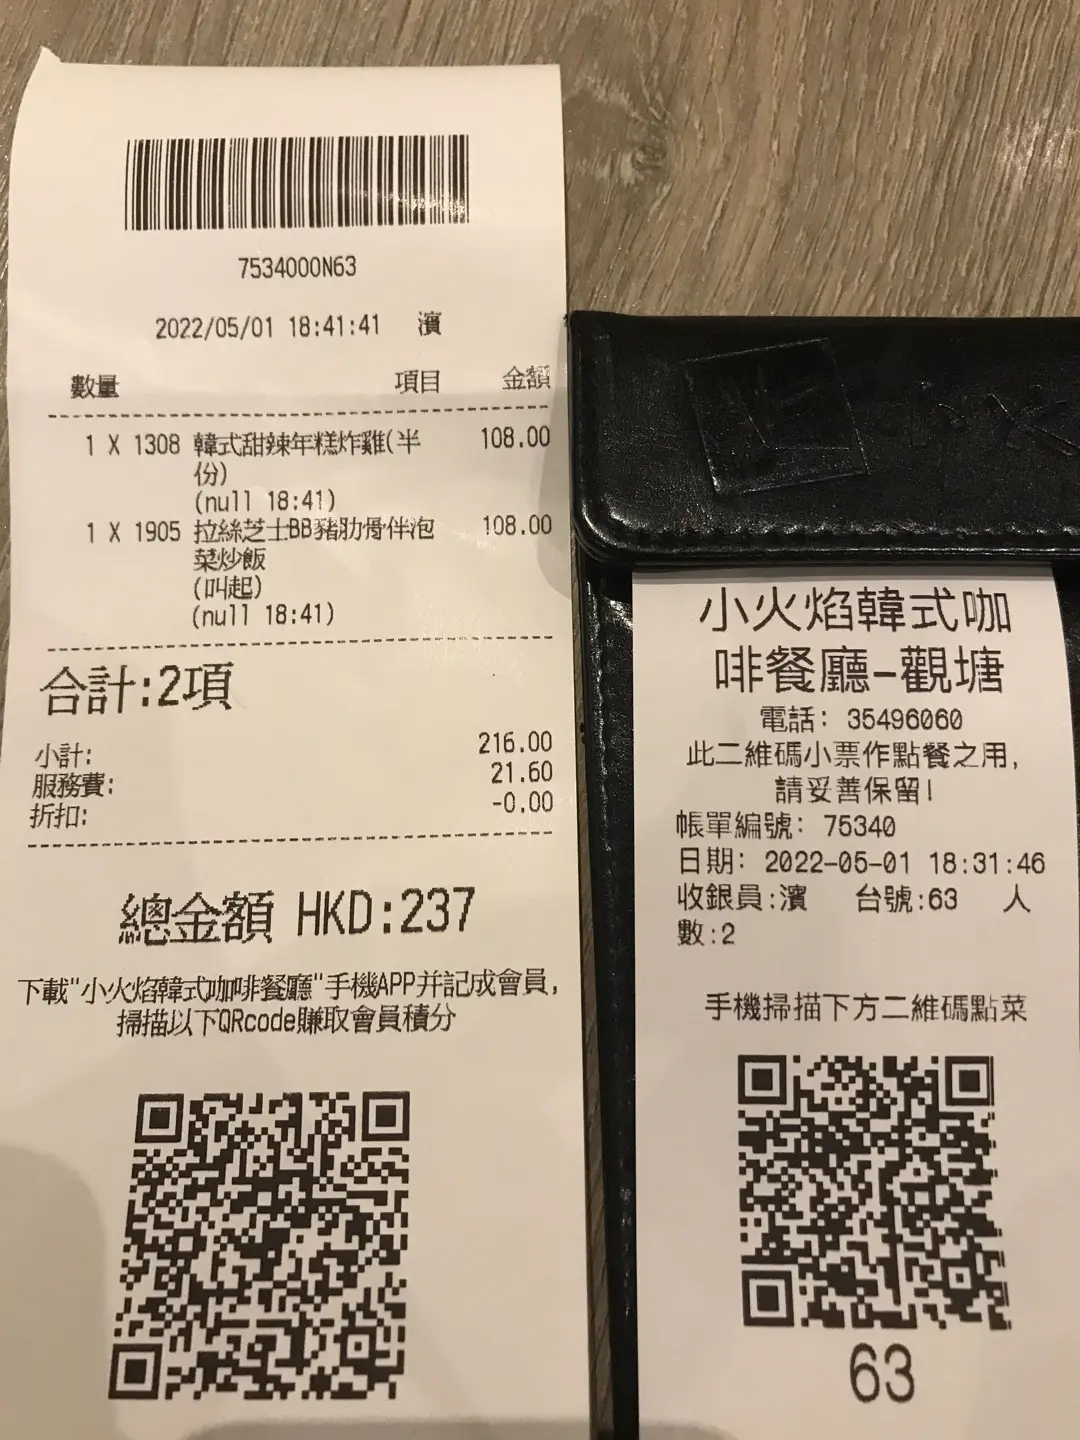 7534000N63
2022/05/01 18:41:41 濱
數量 項目 金額
1 X 1308 韓式甜辣年糕炸雞(半 108.00
份)
(null 18:41)
1 X 1905 拉絲芝士BB豬肋骨伴泡 108.00
菜炒飯
(叫起)
(null 18:41)
合計:2項
小計: 216.00
服務費: 21.60
折扣: -0.00
總金額 HKD:237
下載"小火焰韓式咖啡餐廳"手機APP并記成會員,
掃描以下QRcode賺取會員積分
小火焰韓式咖
啡餐廳-觀塘
電話: 35496060
此二維碼小票作點餐之用,
請妥善保留!
帳單編號: 75340
日期: 2022-05-01 18:31:46
收銀員:濱 台號:63 人
數:2
手機掃描下方二維碼點菜
63